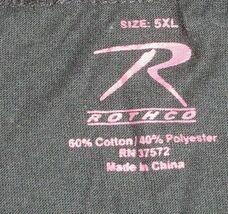 SIZE: 5XL
R
ROTHCO
60% Cotton/40% Polyester
RN 37572
Made in China